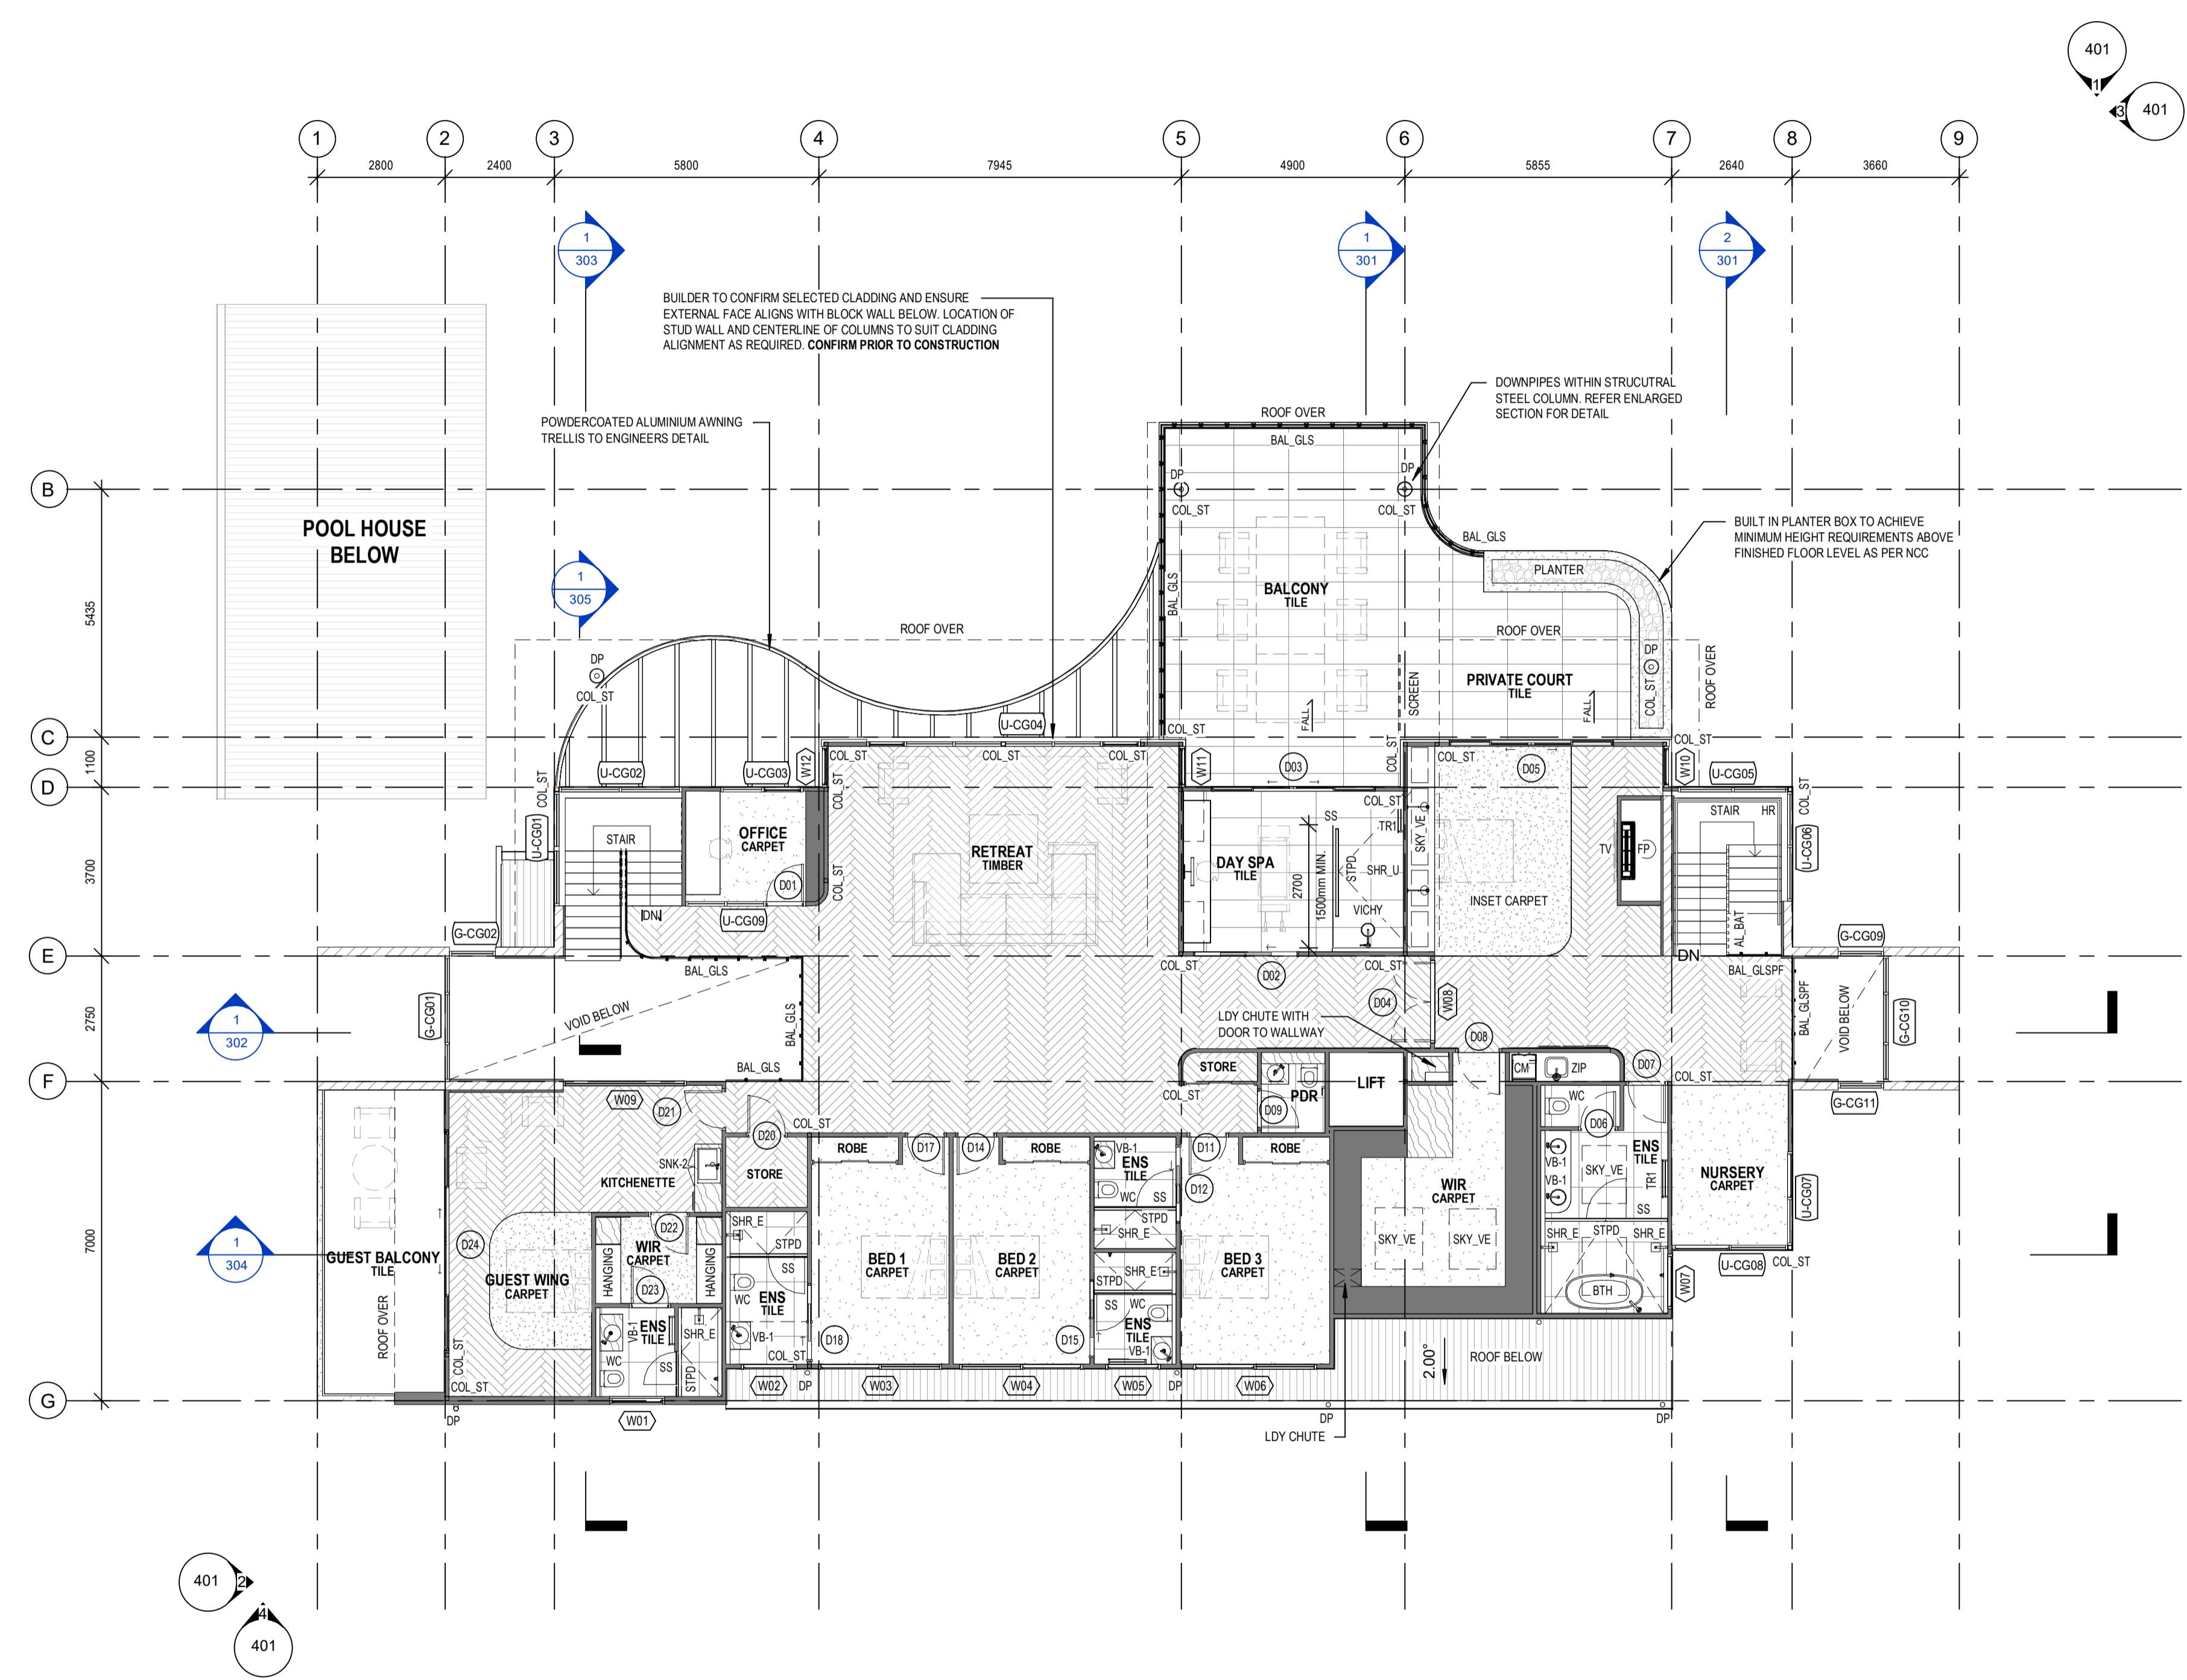 401
1
3
401
1
2
3
4
5
6
7
8
9
2800
2400
5800
7945
4900
5855
2640
3660
1
303
1
301
2
301
BUILDER TO CONFIRM SELECTED CLADDING AND ENSURE
EXTERNAL FACE ALIGNS WITH BLOCK WALL BELOW. LOCATION OF
STUD WALL AND CENTERLINE OF COLUMNS TO SUIT CLADDING
ALIGNMENT AS REQUIRED. CONFIRM PRIOR TO CONSTRUCTION
DOWNPIPES WITHIN STRUCUTRAL
STEEL COLUMN. REFER ENLARGED
SECTION FOR DETAIL
POWDERCOATED ALUMINIUM AWNING
TRELLIS TO ENGINEERS DETAIL
ROOF OVER
BAL_GLS
B
DP
DP
COL_ST
COL_ST
POOL HOUSE
BELOW
BUILT IN PLANTER BOX TO ACHIEVE
MINIMUM HEIGHT REQUIREMENTS ABOVE
FINISHED FLOOR LEVEL AS PER NCC
BAL_GLS
PLANTER
1
305
BALCONY
TILE
BAL_GLS
5435
ROOF OVER
ROOF OVER
DP
DP
COL_ST
COL_ST
ROOF OVER
PRIVATE COURT
TILE
SCREEN
FALL
FALL
U-CG04
C
COL_ST
COL_ST
COL_ST
COL_ST
COL_ST
COL_ST
COL_ST
COL_ST
1100
U-CG02
U-CG03
W12
W11
D03
D05
W10
U-CG05
D
COL_ST
COL_ST
COL_ST
COL_ST
STAIR
HR
SS
TR1
U-CG01
STAIR
OFFICE
CARPET
RETREAT
TIMBER
DAY SPA
TILE
2700
1500mm MIN.
STPD
SHR_U
SKY_VE
TV
FP
U-CG06
3700
D01
COL_ST
INSET CARPET
VICHY
DN
U-CG09
AL_BAT
G-CG02
G-CG09
E
DN
BAL_GLS
COL_ST
D02
COL_ST
BAL_GLSPF
2750
G-CG01
VOID BELOW
BAL_GLS
D04
W08
LDY CHUTE WITH
DOOR TO WALLWAY
BAL_GLSPF
VOID BELOW
G-CG10
1
302
D08
BAL_GLS
STORE
LIFT
CM
ZIP
D07
COL_ST
F
COL_ST
PDR
D09
W09
D21
COL_ST
WC
D06
G-CG11
D20
STORE
ROBE
D17
D14
ROBE
VB-1
ENS
TILE
D11
ROBE
ENS
TILE
SNK-2
KITCHENETTE
WC
SS
D12
WIR
CARPET
VB-1
VB-1
SKY_VE
TR1
NURSERY
CARPET
U-CG07
7000
SS
D22
SHR_E
STPD
STPD
SHR_E
SHR_E
STPD
SHR_E
D24
WIR
CARPET
HANGING
HANGING
SKY_VE
SKY_VE
1
304
GUEST BALCONY
TILE
GUEST WING
CARPET
BED 1
CARPET
BED 2
CARPET
BED 3
CARPET
SHR_E
STPD
U-CG08
COL_ST
D23
SS
WC
ENS
TILE
SS
WC
ENS
TILE
BTH
W07
ROOF OVER
VB-1
ENS
TILE
SHR_E
VB-1
D18
D15
VB-1
COL_ST
COL_ST
WC
SS
STPD
COL_ST
2.00°
ROOF BELOW
W02
DP
W03
W04
W05
DP
W06
G
DP
W01
DP
DP
LDY CHUTE
401
2
4
401